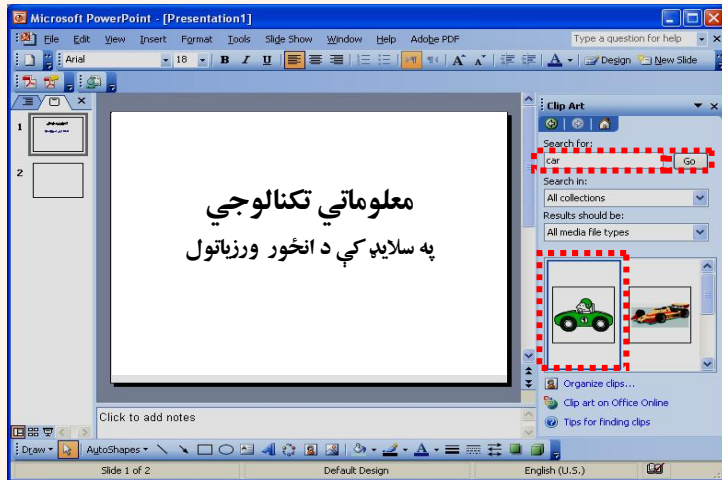 Microsoft PowerPoint - [Presentation1]
File Edit View Insert Format Tools Slide Show Window Help Adobe PDF Type a question for help
Arial 18 B I U A A A Design New Slide
Clip Art
Search for:
car Go
Search in:
All collections
Results should be:
All media file types
1
2
معلوماتي تکنالوجي
په سلايډ کې د انځور ورزياتول
Organize clips...
Clip art on Office Online
Tips for finding clips
Click to add notes
Draw AutoShapes A
Slide 1 of 2 Default Design English (U.S.)